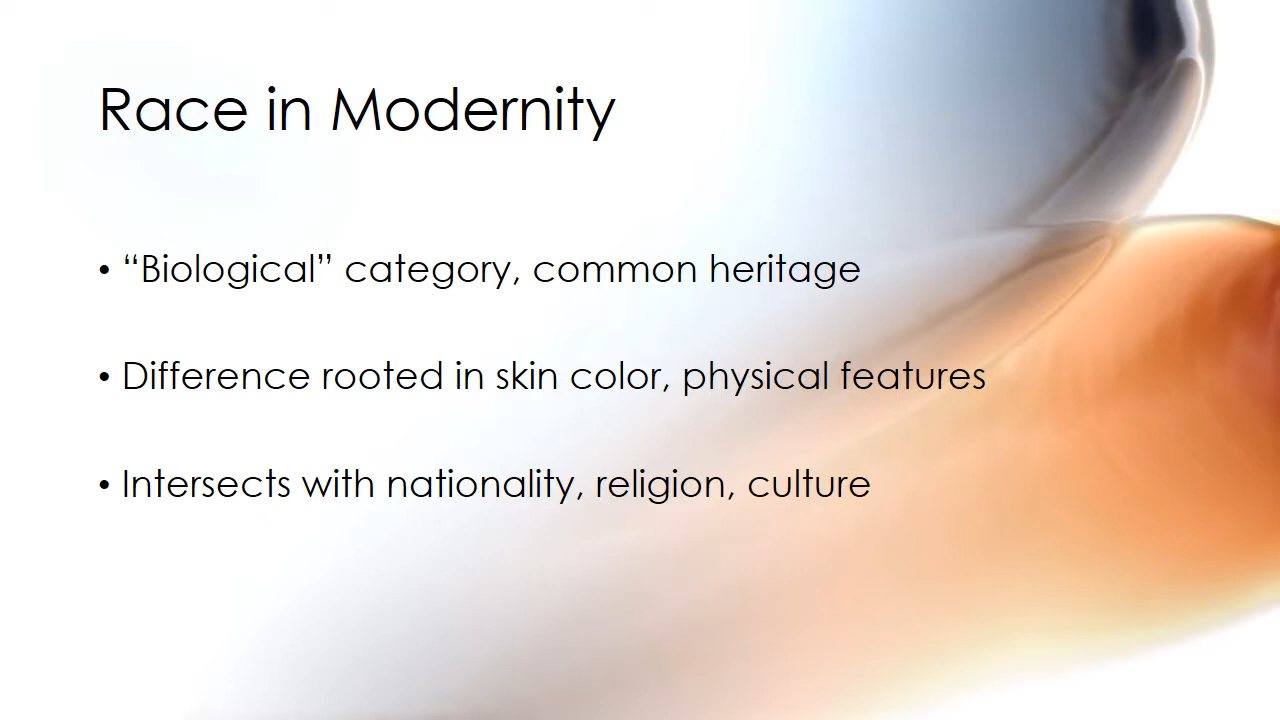 Race in Modernity
• “Biological” category, common heritage
• Difference rooted in skin color, physical features
• Intersects with nationality, religion, culture